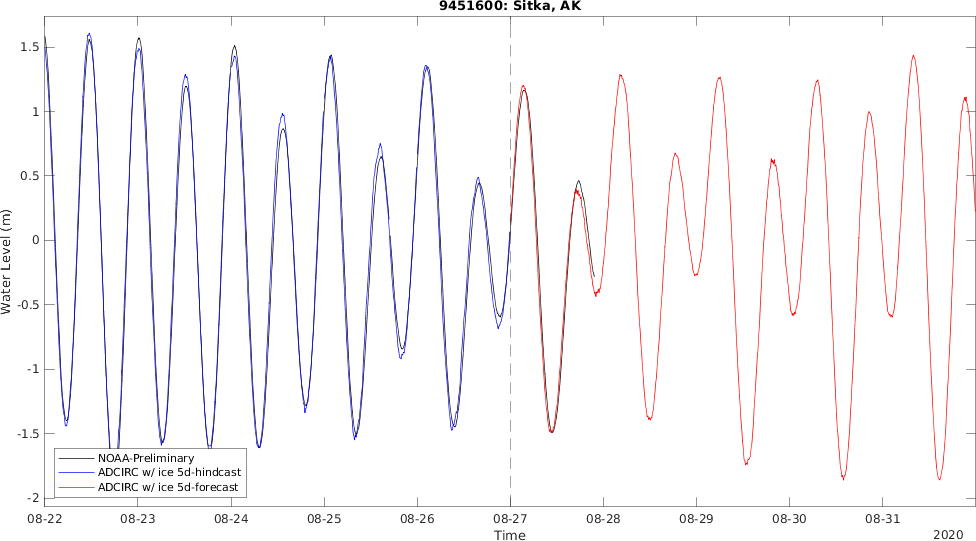 9451600: Sitka, AK
Water Level (m)
1.5
1
0.5
0
-0.5
-1
-1.5
-2
NOAA-Preliminary
ADCIRC w/ ice 5d-hindcast
ADCIRC w/ ice 5d-forecast
08-22 08-23 08-24 08-25 08-26 08-27 08-28 08-29 08-30 08-31
Time
2020